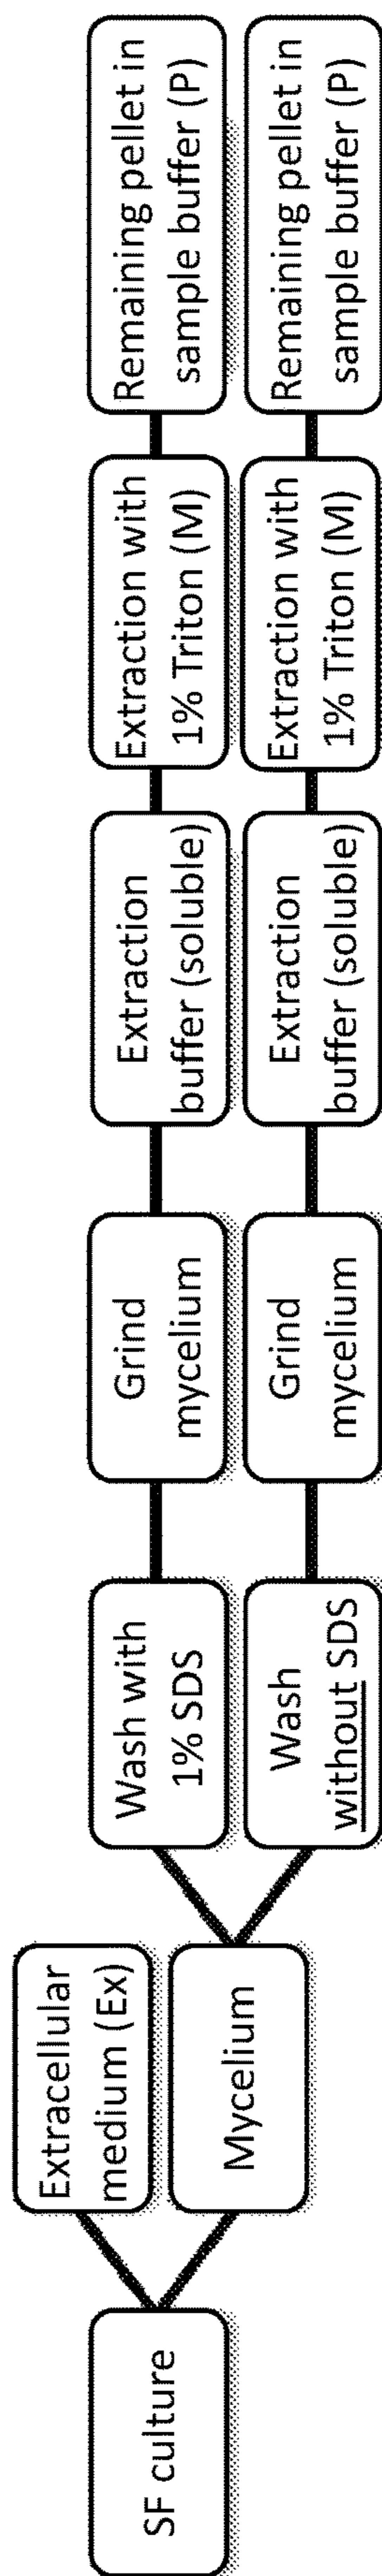 SF culture
Extracellular
medium (Ex)
Mycelium
Wash with
1% SDS
Wash
without SDS
Grind
mycelium
Grind
mycelium
Extraction
buffer (soluble)
Extraction
buffer (soluble)
Extraction with
1% Triton (M)
Extraction with
1% Triton (M)
Remaining pellet in
sample buffer (P)
Remaining pellet in
sample buffer (P)